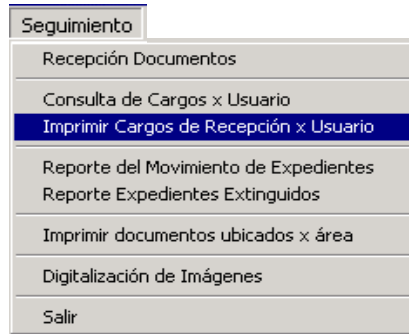 Seguimiento
Recepción Documentos
Consulta de Cargos x Usuario
Imprimir Cargos de Recepción x Usuario
Reporte del Movimiento de Expedientes
Reporte Expedientes Extinguidos
Imprimir documentos ubicados x área
Digitalización de Imágenes
Salir